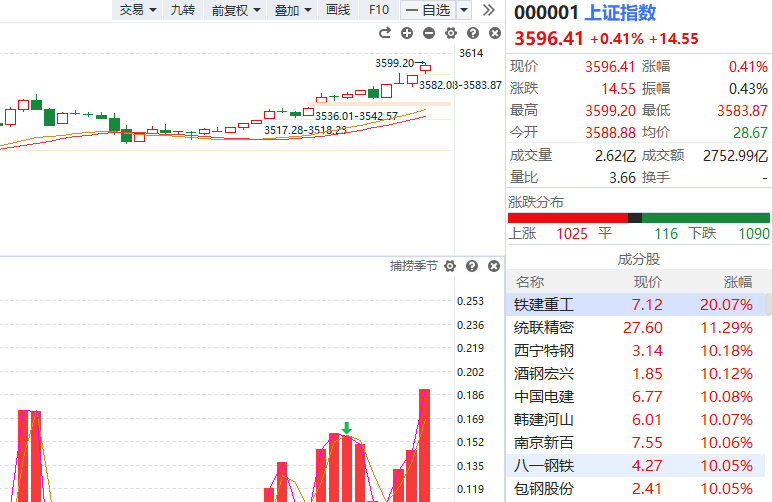 交易 九转 前复权 叠加 画线 F10 一 自选
3614
3599.20
3582.08-3583.87
3536.01-3542.57
3517.28-3518.23
捕捞季节
0.253
0.236
0.219
0.202
0.186
0.169
0.152
0.135
0.119
000001 上证指数
3596.41 +0.41% +14.55
现价 3596.41 涨幅 0.41%
涨跌 14.55 振幅 0.43%
最高 3599.20 最低 3583.87
今开 3588.88 均价 28.67
成交量 2.62亿 成交额 2752.99亿
量比 3.66 换手 -
涨跌分布
上涨 1025 平 116 下跌 1090
成分股
名称 现价 涨幅
铁建重工 7.12 20.07%
统联精密 27.60 11.29%
西宁特钢 3.14 10.18%
酒钢宏兴 1.85 10.12%
中国电建 6.77 10.08%
韩建河山 6.01 10.07%
南京新百 7.55 10.06%
八一钢铁 4.27 10.05%
包钢股份 2.41 10.05%